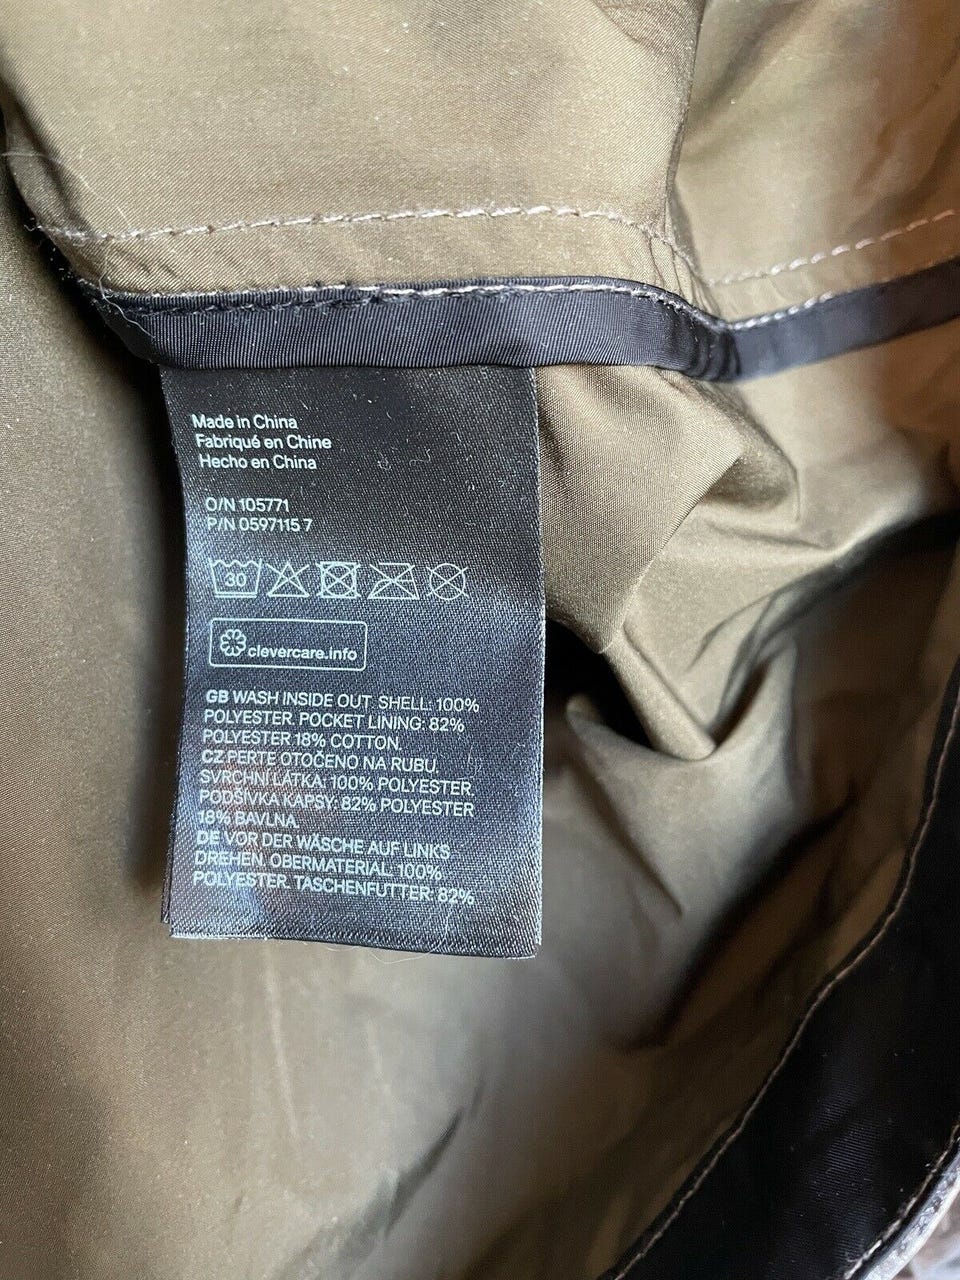 Made in China
Fabriqué en Chine
Hecho en China
O/N 105771
P/N 0597115 7
30
clevercare.info
GB WASH INSIDE OUT. SHELL: 100%
POLYESTER. POCKET LINING: 82%
POLYESTER 18% COTTON.
CZ PERTE OTOČENO NA RUBU.
SVRCHNÍ LÁTKA: 100% POLYESTER
PODŠÍVKA KAPSY: 82% POLYESTER
18% BAVLNA
DE VOR DER WÄSCHE AUF LINKS
DREHEN. OBERMATERIAL: 100%
POLYESTER. TASCHENFUTTER: 82%